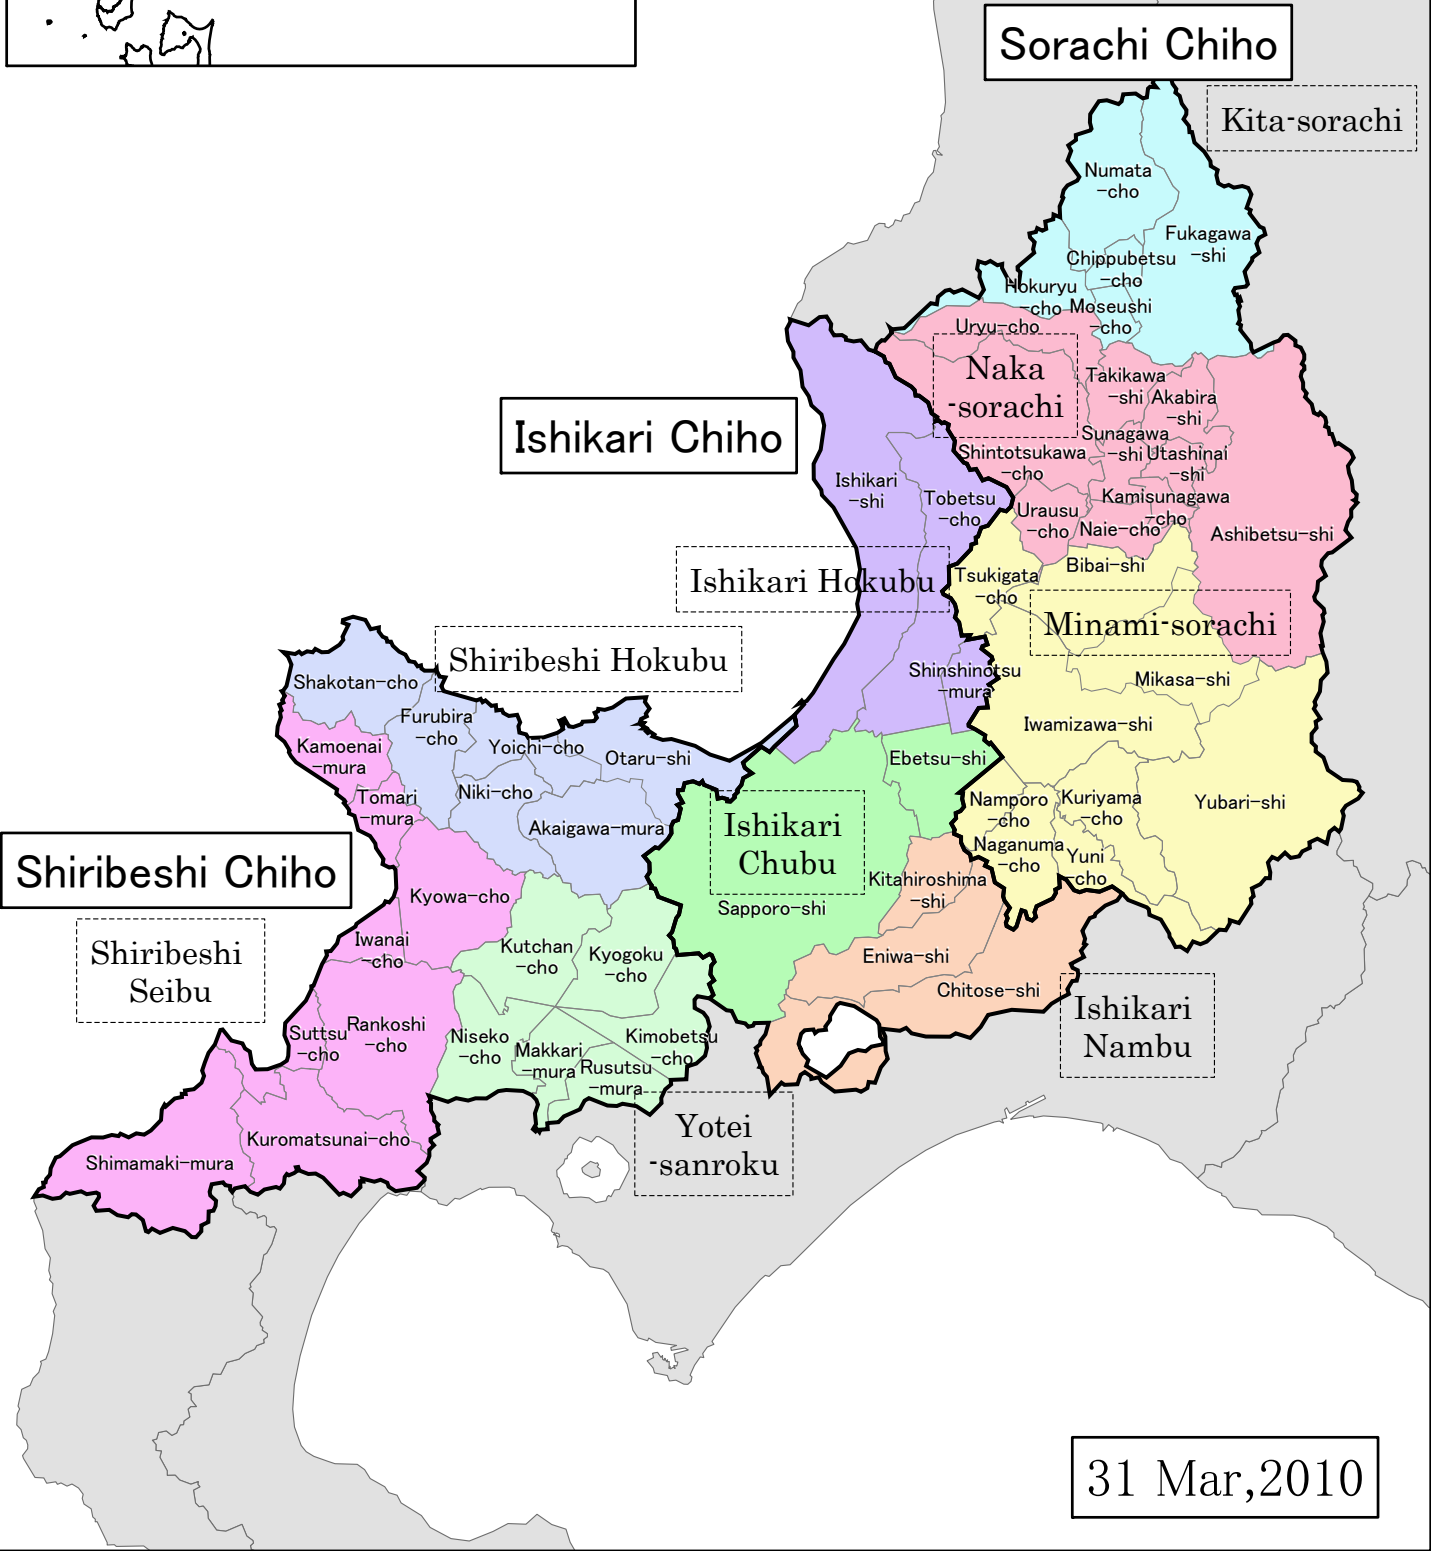 Sorachi Chiho
Kita-sorachi
Numata
-cho
Fukagawa
-shi
Chippubetsu
-cho
Hokuryu
-cho
Moseushi
-cho
Uryu-cho
Naka
-sorachi
Takikawa
-shi
Akabira
-shi
Sunagawa
-shi
Utashinai
-shi
Shintotsukawa
-cho
Kamisunagawa
-cho
Urausu
-cho
Naie-cho
Ashibetsu-shi
Ishikari Chiho
Ishikari
-shi
Tobetsu
-cho
Ishikari Hokubu
Tsukigata
-cho
Bibai-shi
Minami-sorachi
Shinshinotsu
-mura
Mikasa-shi
Iwamizawa-shi
Shiribeshi Hokubu
Shakotan-cho
Furubira
-cho
Yoichi-cho
Otaru-shi
Kamoenai
-mura
Tomari
-mura
Niki-cho
Akaigawa-mura
Ebetsu-shi
Namporo
-cho
Kuriyama
-cho
Yubari-shi
Naganuma
-cho
Yuni
-cho
Ishikari
Chubu
Kitahiroshima
-shi
Sapporo-shi
Shiribeshi Chiho
Kyowa-cho
Shiribeshi
Seibu
Iwanai
-cho
Kutchan
-cho
Kyogoku
-cho
Eniwa-shi
Chitose-shi
Ishikari
Nambu
Suttsu
-cho
Rankoshi
-cho
Niseko
-cho
Makkari
-mura
Kimobetsu
-cho
Rusutsu
-mura
Yotei
-sanroku
Kuromatsunai-cho
Shimamaki-mura
31 Mar,2010